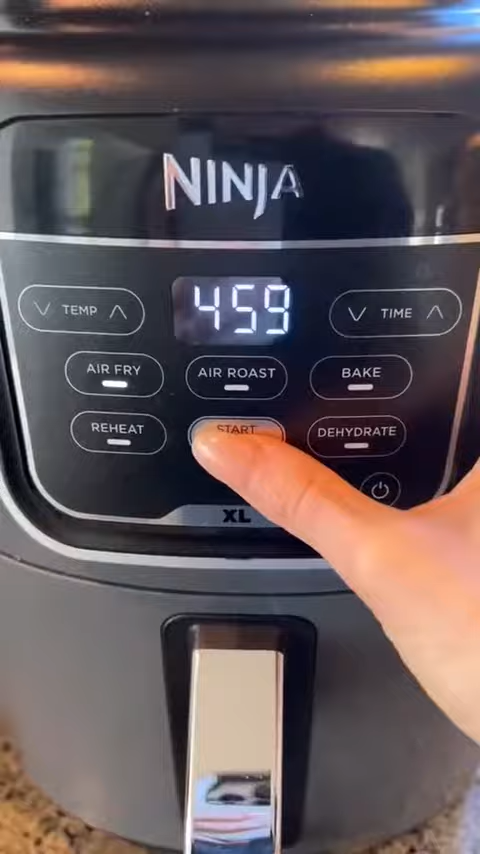 NINJA
TEMP 459 TIME
AIR FRY AIR ROAST BAKE
REHEAT START DEHYDRATE
XL